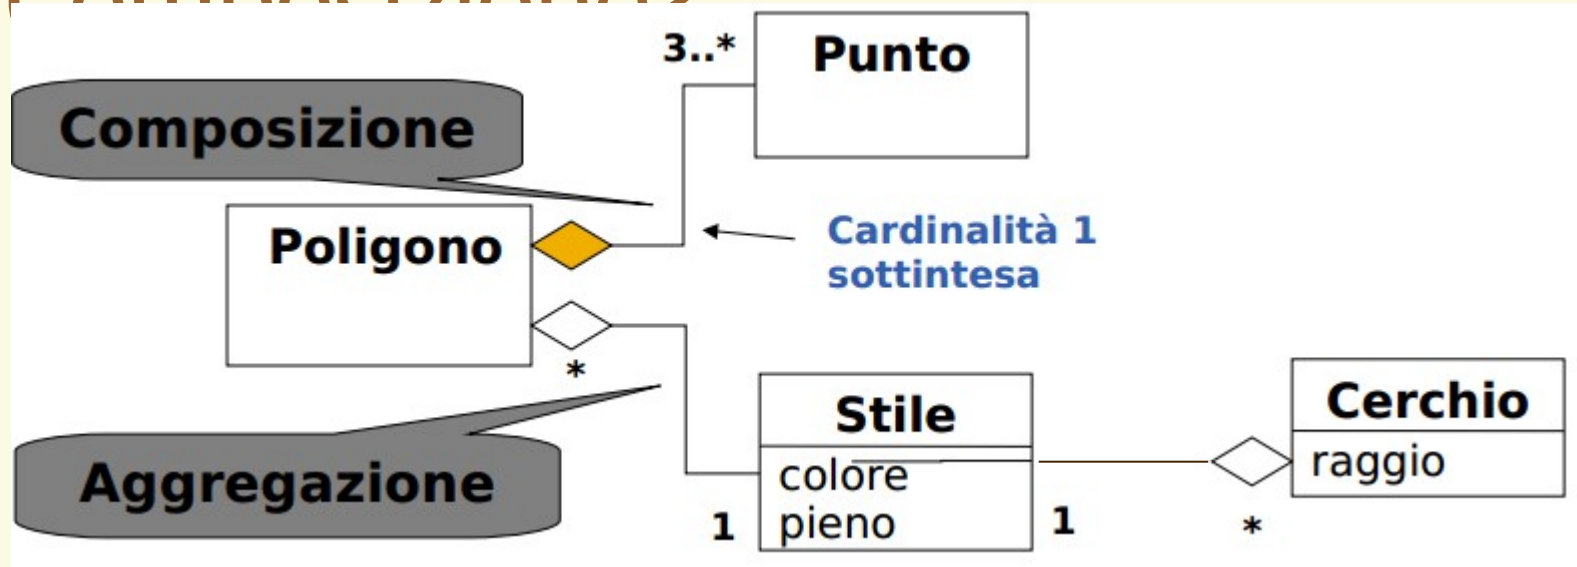 3..*
Punto
Composizione
Poligono
Cardinalità 1
sottintesa
*
Stile
colore
pieno
Cerchio
raggio
Aggregazione
1
1
*